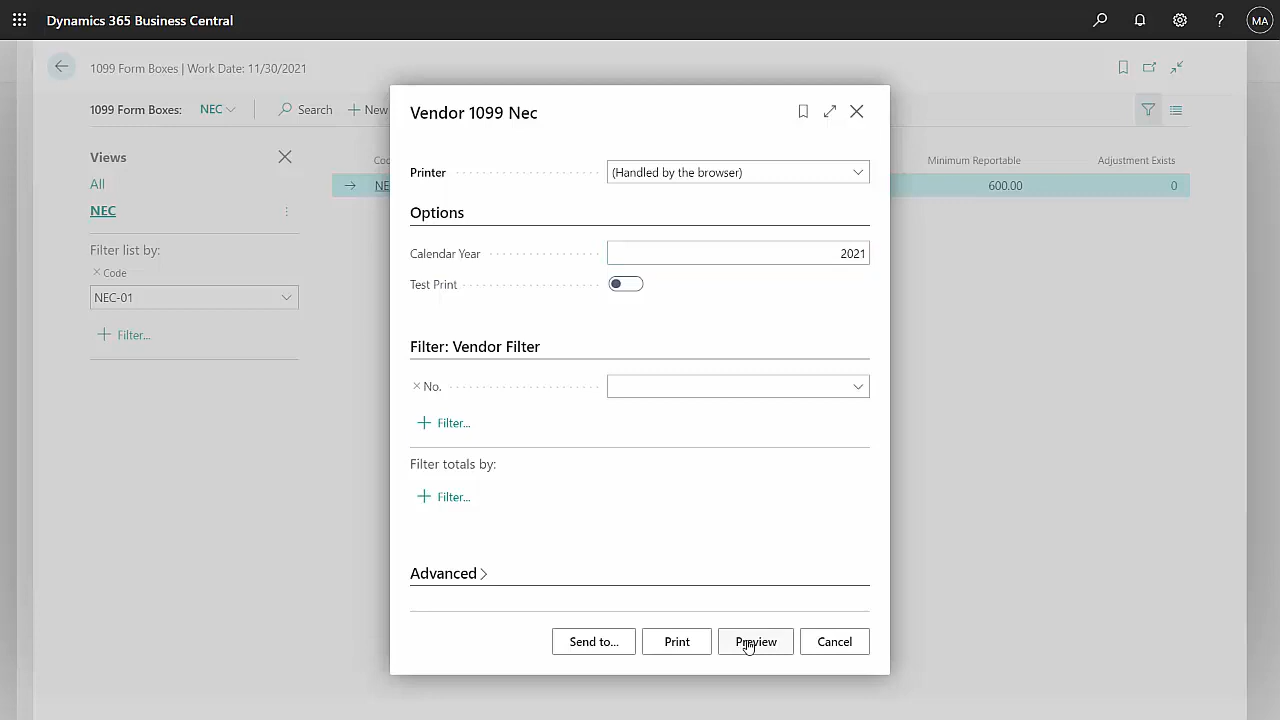 Dynamics 365 Business Central
MA
1099 Form Boxes | Work Date: 11/30/2021
1099 Form Boxes: NEC Search New
Views
All
NEC
Filter list by:
Code
NEC-01
Filter...
Minimum Reportable Adjustment Exists
NE 600.00 0
Vendor 1099 Nec
Printer (Handled by the browser)
Options
Calendar Year 2021
Test Print
Filter: Vendor Filter
No.
Filter...
Filter totals by:
Filter...
Advanced
Send to... Print Preview Cancel